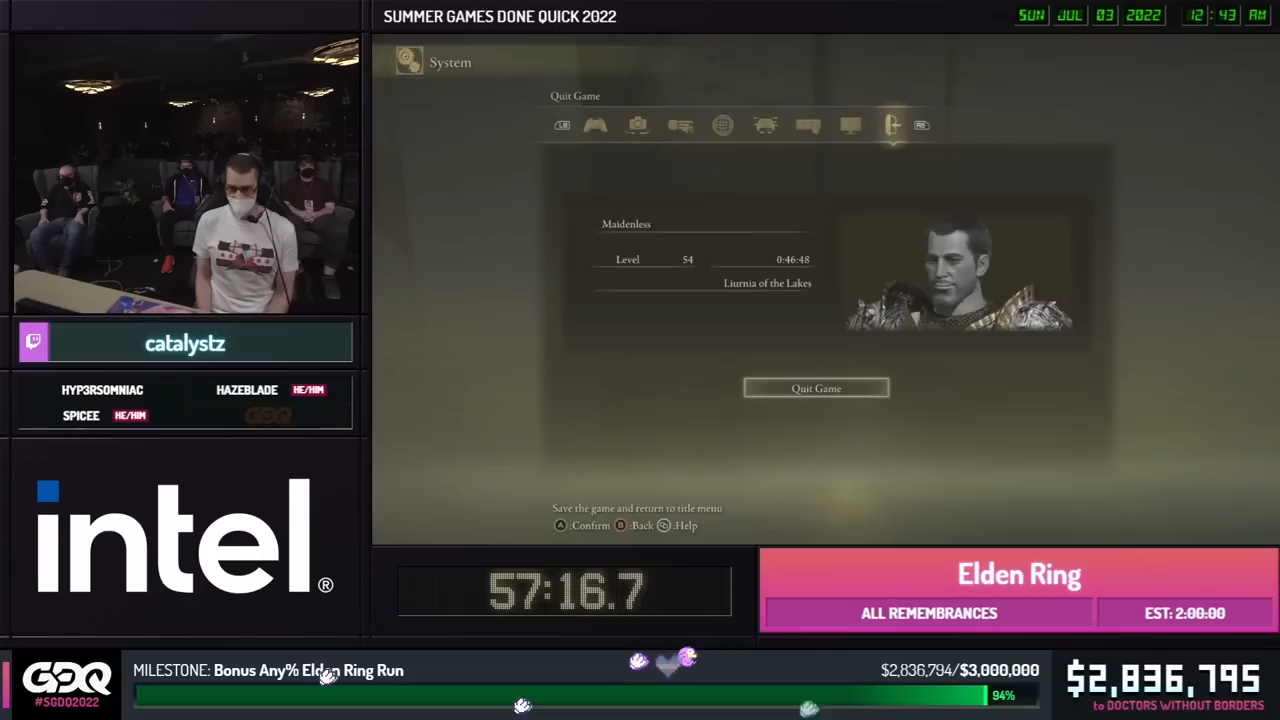 SUMMER GAMES DONE QUICK 2022
SUN JUL 03 2022 12:43 AM
System
Quit Game
LB
RB
Maidenless
Level 54 0:46:48
Liurnia of the Lakes
Quit Game
Save the game and return to title menu
A :Confirm B :Back :Help
catalystz
HYP3RSOMNIAC HAZEBLADE HE/HIM
SPICEE HE/HIM GDQ
intel®
57:16.7
Elden Ring
ALL REMEMBRANCES EST: 2:00:00
GDQ
#SGDQ2022
MILESTONE: Bonus Any% Elden Ring Run $2,836,794/$3,000,000
94%
$2,836,795
to DOCTORS WITHOUT BORDERS